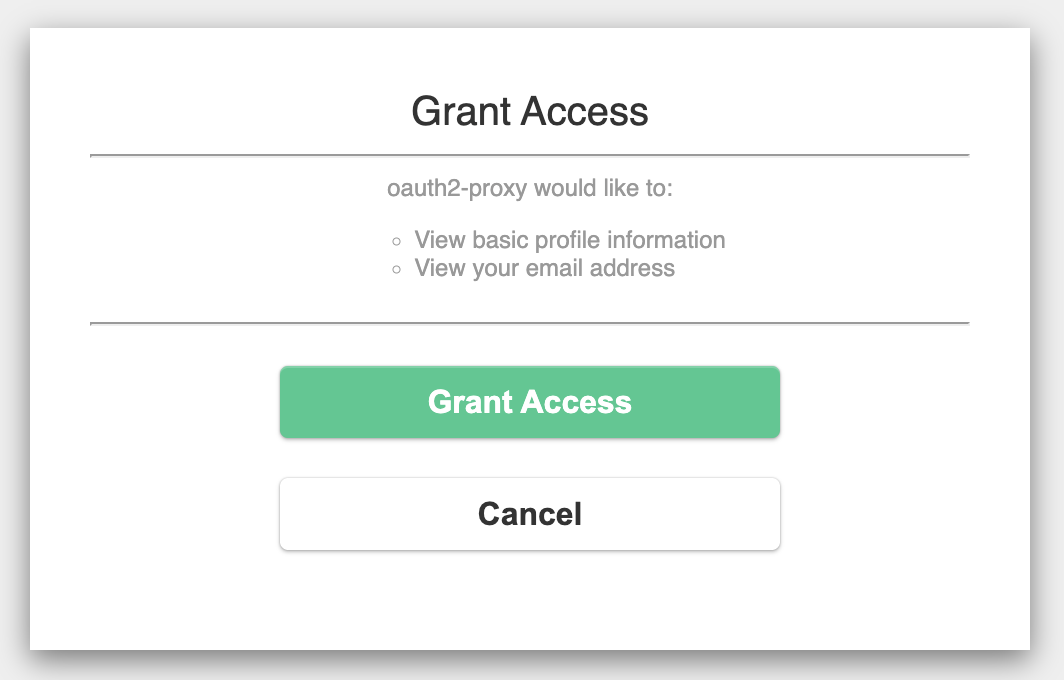 Grant Access
oauth2-proxy would like to:
View basic profile information
View your email address
Grant Access
Cancel